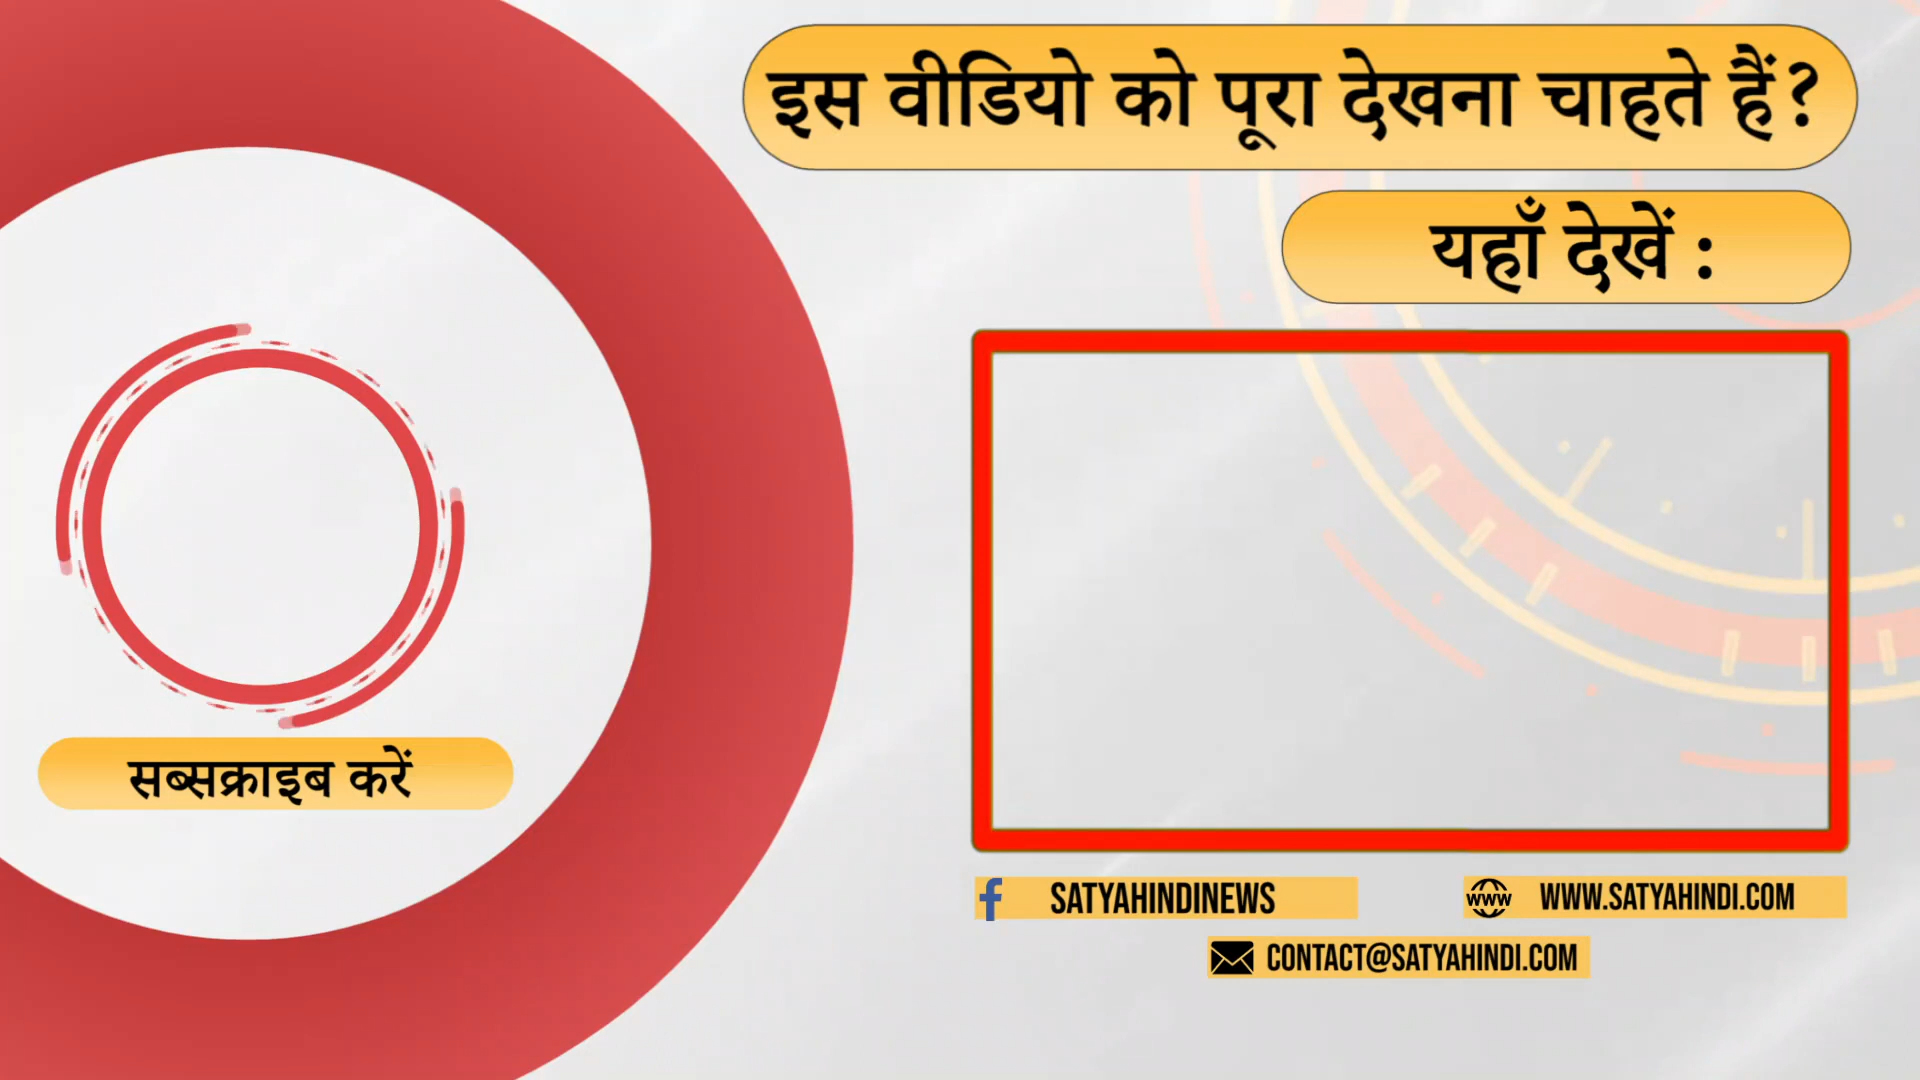 इस वीडियो को पूरा देखना चाहते हैं?
यहाँ देखें :
सब्सक्राइब करें
SATYAHINDINEWS
WWW WWW.SATYAHINDI.COM
CONTACT@SATYAHINDI.COM